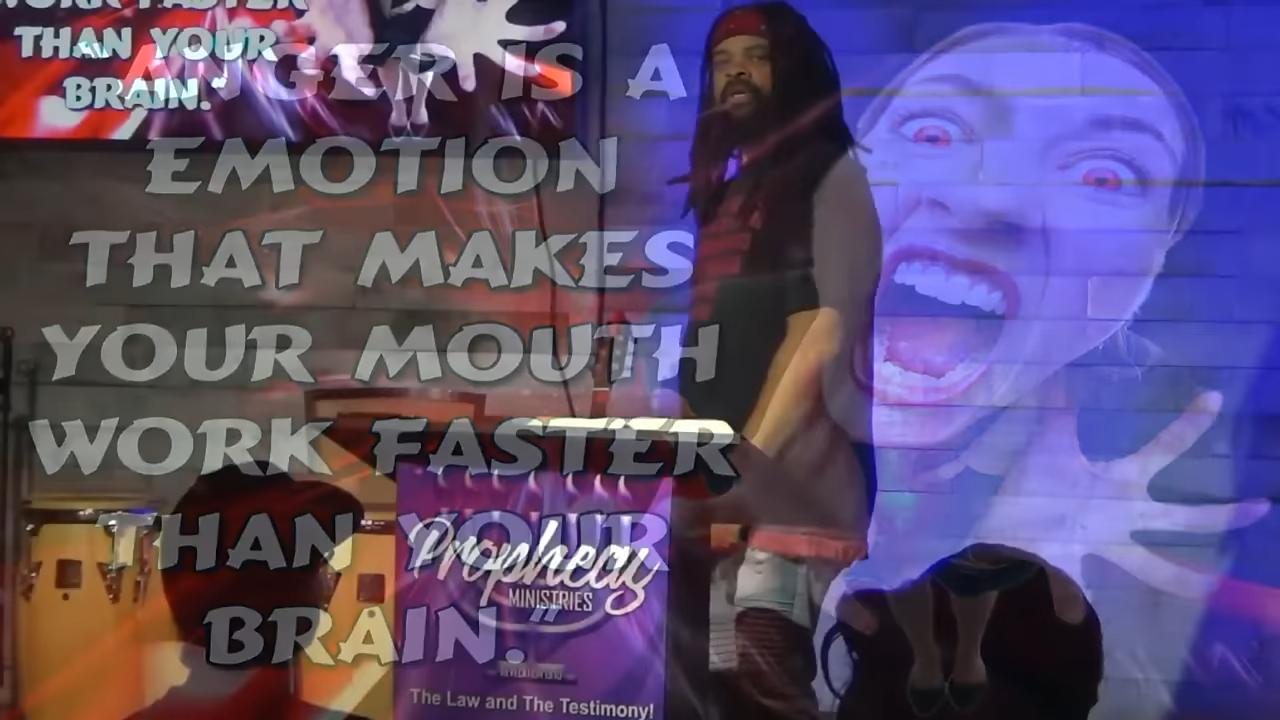 WORK FASTER
THAN YOUR
BRAIN."
ANGER IS A
EMOTION
THAT MAKES
YOUR MOUTH
WORK FASTER
THAN YOUR
BRAIN."
Prophecy
MINISTRIES
The Law and The Testimony!